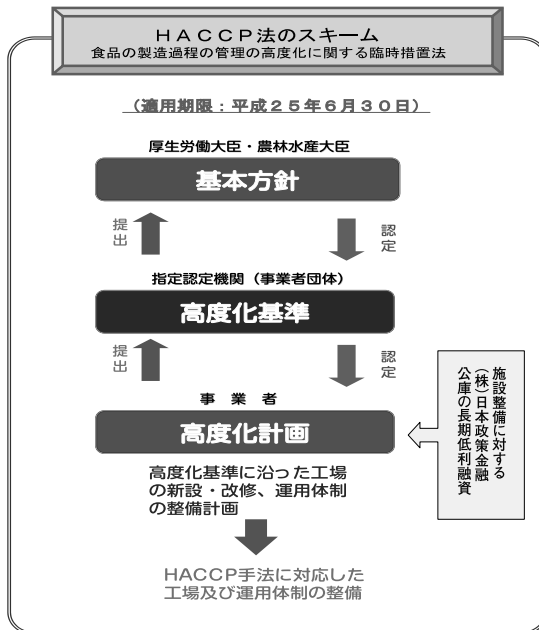 HACCP法のスキーム
食品の製造過程の管理の高度化に関する臨時措置法
(適用期限:平成25年6月30日)
厚生労働大臣・農林水産大臣
基本方針
提出
認定
指定認定機関(事業者団体)
高度化基準
提出
認定
事業者
高度化計画
施設整備に対する
(株)日本政策金融
公庫の長期低利融資
高度化基準に沿った工場
の新設・改修、運用体制
の整備計画
HACCP手法に対応した
工場及び運用体制の整備